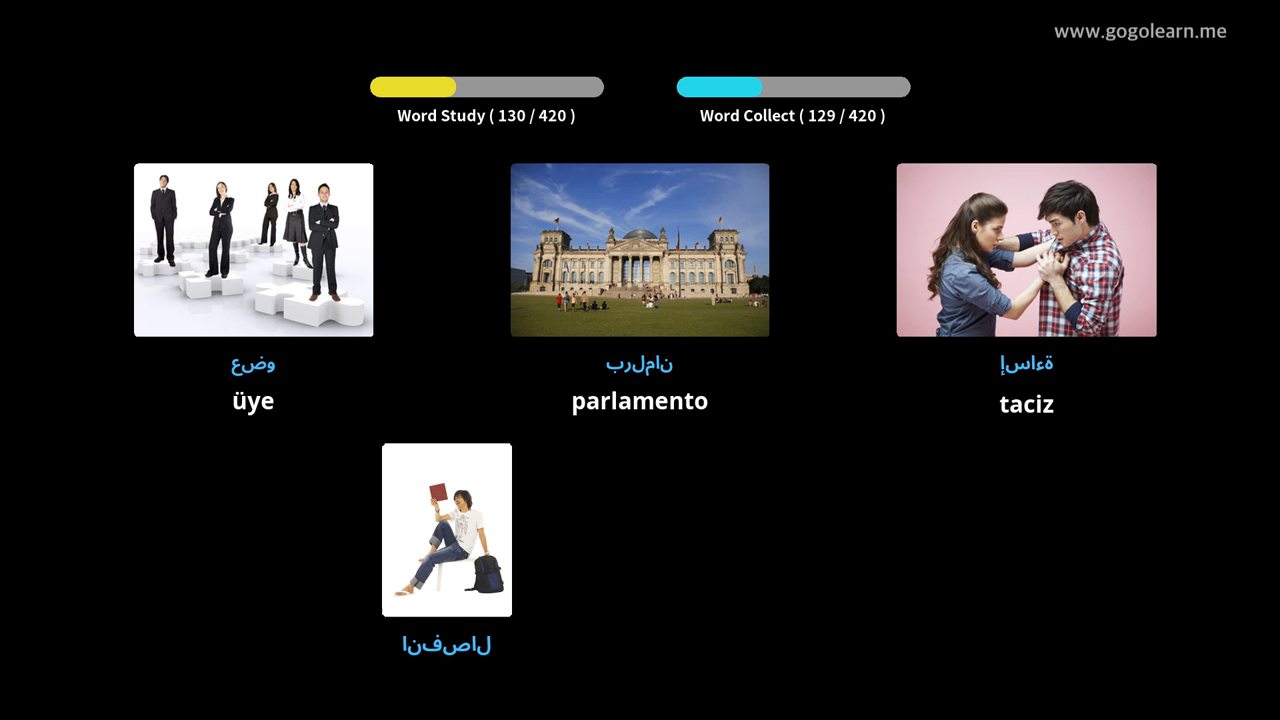 www.gogolearn.me
Word Study ( 130 / 420 )
Word Collect ( 129 / 420 )
عضو
برلمان
إساءة
üye
parlamento
taciz
انفصال